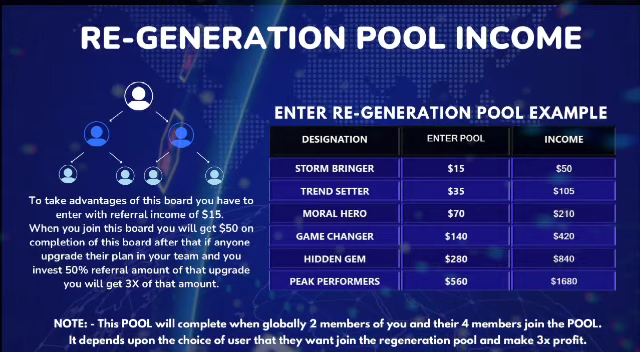 RE-GENERATION POOL INCOME
ENTER RE-GENERATION POOL EXAMPLE
DESIGNATION ENTER POOL INCOME
STORM BRINGER $15 $50
TREND SETTER $35 $105
MORAL HERO $70 $210
GAME CHANGER $140 $420
HIDDEN GEM $280 $840
PEAK PERFORMERS $560 $1680
To take advantages of this board you have to
enter with referral income of $15.
When you join this board you will get $50 on
completion of this board after that if anyone
upgrade their plan in your team and you
invest 50% referral amount of that upgrade
you will get 3X of that amount.
NOTE: - This POOL will complete when globally 2 members of you and their 4 members join the POOL.
It depends upon the choice of user that they want join the regeneration pool and make 3x profit.